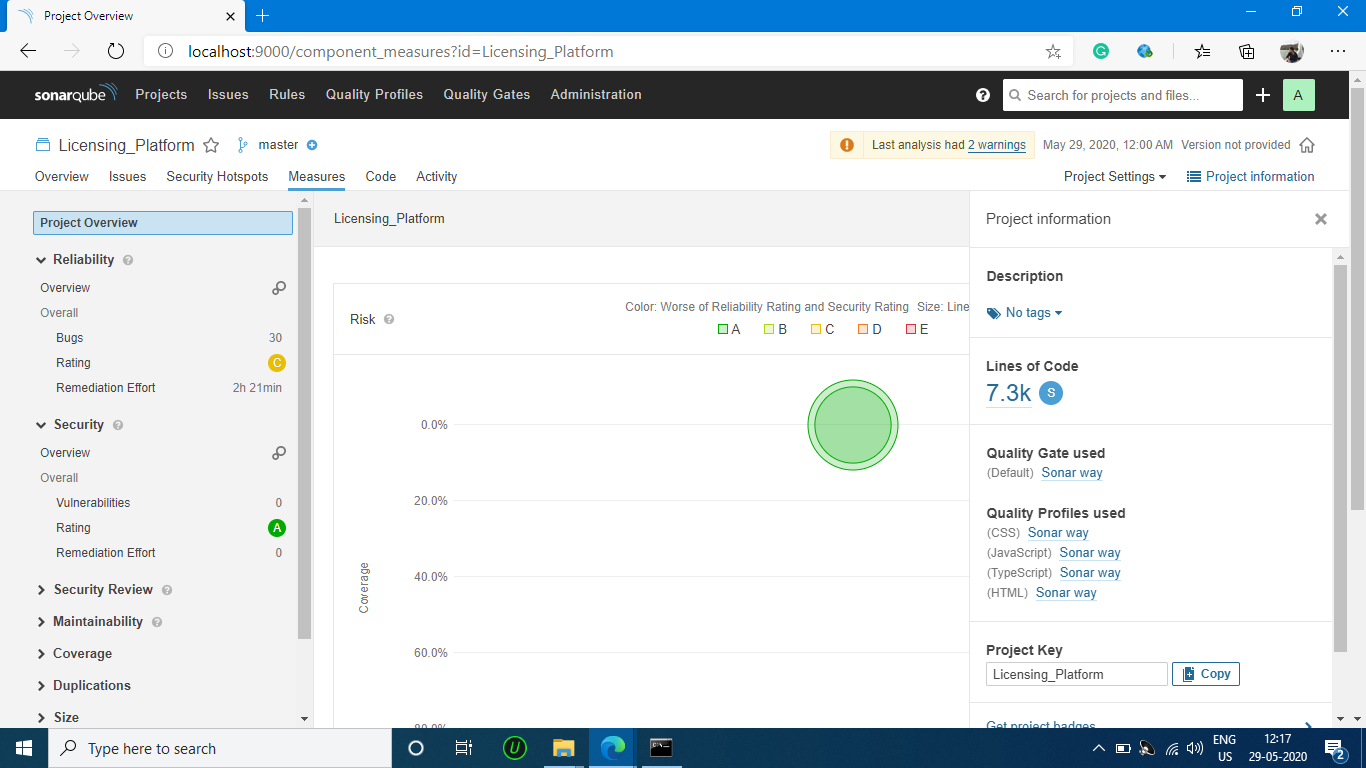 Project Overview
localhost:9000/component_measures?id=Licensing_Platform
sonarqube Projects Issues Rules Quality Profiles Quality Gates Administration Search for projects and files... A
Licensing_Platform master Last analysis had 2 warnings May 29, 2020, 12:00 AM Version not provided
Overview Issues Security Hotspots Measures Code Activity Project Settings Project information
Project Overview
Reliability
Overview
Overall
Bugs 30
Rating C
Remediation Effort 2h 21min
Security
Overview
Overall
Vulnerabilities 0
Rating A
Remediation Effort 0
Security Review
Maintainability
Coverage
Duplications
Size
Licensing_Platform
Risk
Color: Worse of Reliability Rating and Security Rating Size: Line
A B C D E
0.0%
20.0%
40.0%
60.0%
80.0%
Coverage
Project information
Description
No tags
Lines of Code
7.3k S
Quality Gate used
(Default) Sonar way
Quality Profiles used
(CSS) Sonar way
(JavaScript) Sonar way
(TypeScript) Sonar way
(HTML) Sonar way
Project Key
Licensing_Platform Copy
Get project badges
Type here to search
ENG
US
12:17
29-05-2020
2